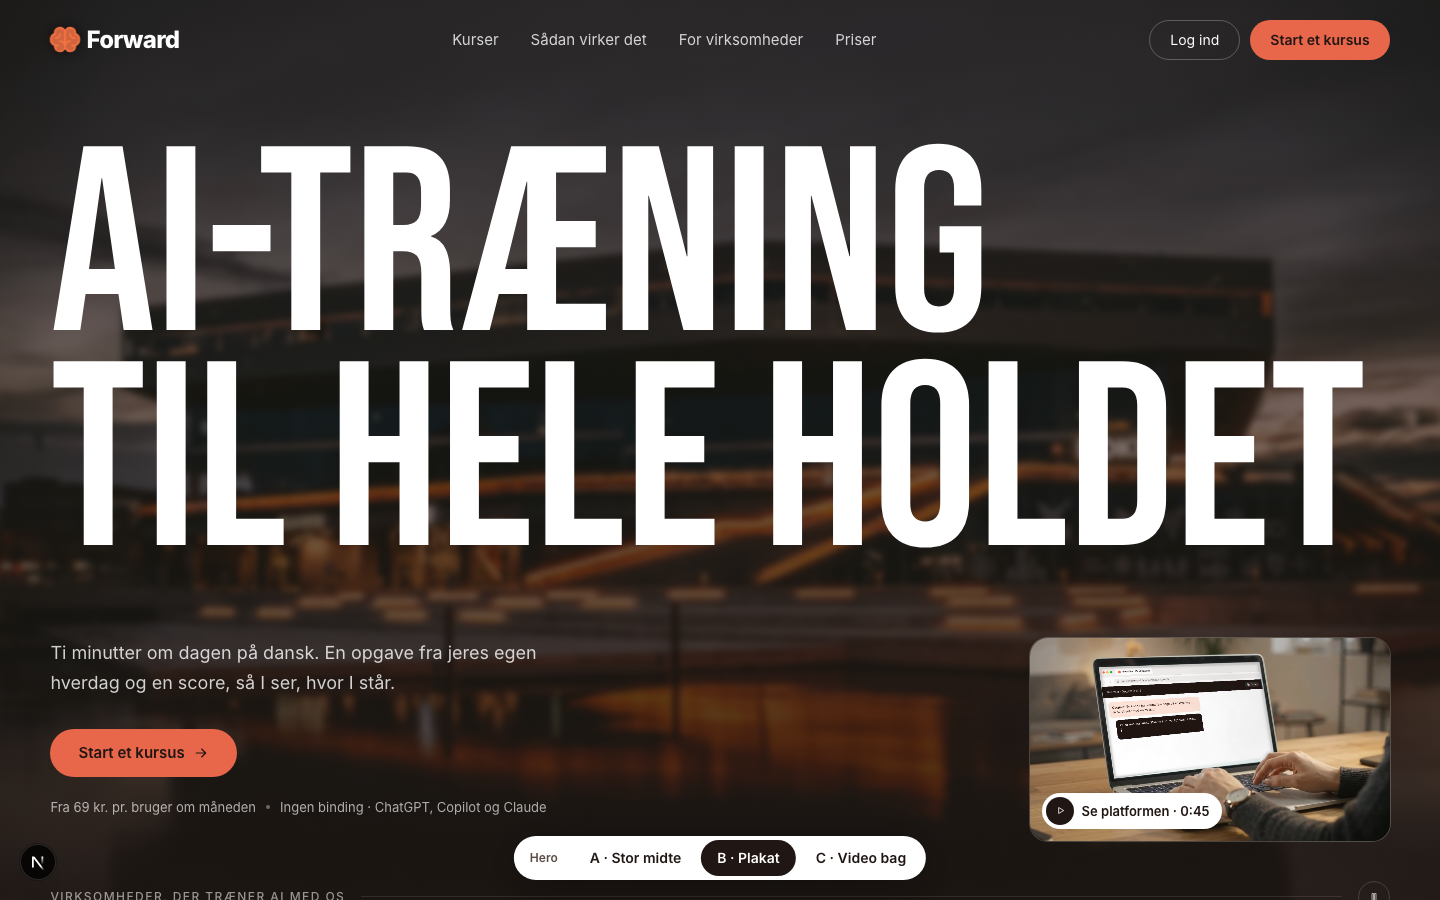 Forward
Kurser
Sådan virker det
For virksomheder
Priser
Log ind
Start et kursus
AI-TRÆNING
TIL HELE HOLDET
Ti minutter om dagen på dansk. En opgave fra jeres egen
hverdag og en score, så I ser, hvor I står.
Start et kursus →
Fra 69 kr. pr. bruger om måneden • Ingen binding · ChatGPT, Copilot og Claude
Se platformen · 0:45
Hero
A · Stor midte
B · Plakat
C · Video bag
N
VIRKSOMHEDER, DER TRÆNER AI MED OS